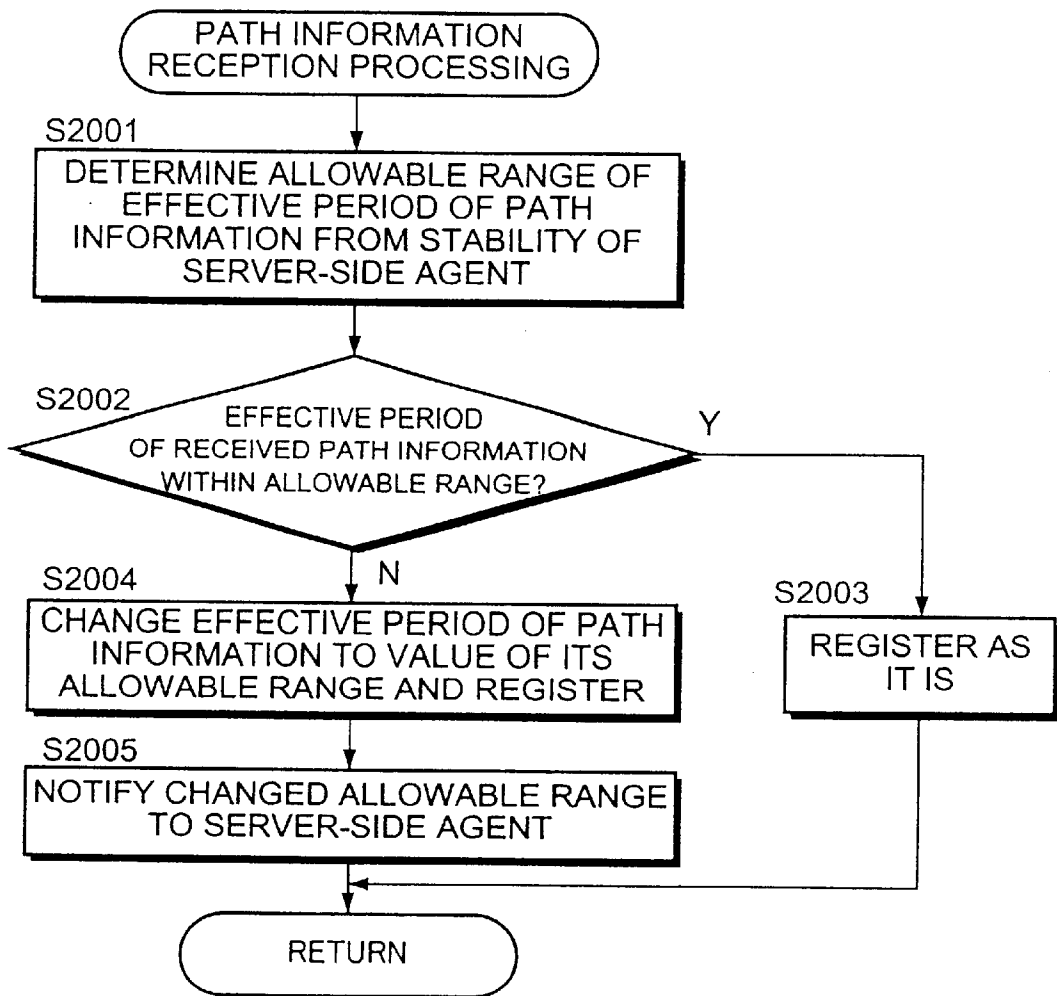 PATH INFORMATION
RECEPTION PROCESSING
S2001
DETERMINE ALLOWABLE RANGE OF
EFFECTIVE PERIOD OF PATH
INFORMATION FROM STABILITY OF
SERVER-SIDE AGENT
S2002
EFFECTIVE PERIOD
OF RECEIVED PATH INFORMATION
WITHIN ALLOWABLE RANGE?
Y
N
S2003
REGISTER AS
IT IS
S2004
CHANGE EFFECTIVE PERIOD OF PATH
INFORMATION TO VALUE OF ITS
ALLOWABLE RANGE AND REGISTER
S2005
NOTIFY CHANGED ALLOWABLE RANGE
TO SERVER-SIDE AGENT
RETURN